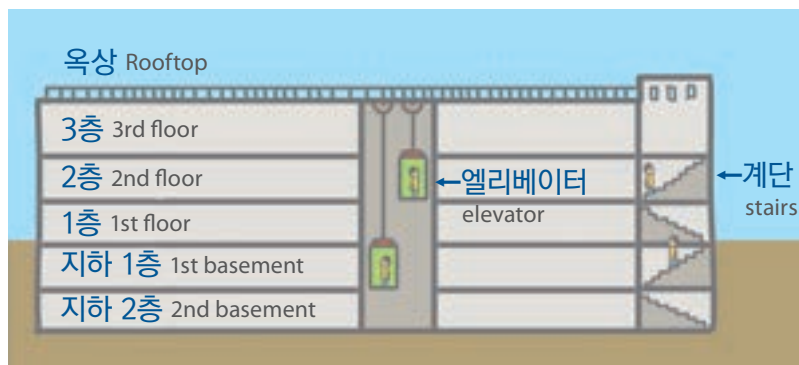 옥상 Rooftop
3층 3rd floor
2층 2nd floor
←엘리베이터
elevator
←계단
stairs
1층 1st floor
지하 1층 1st basement
지하 2층 2nd basement